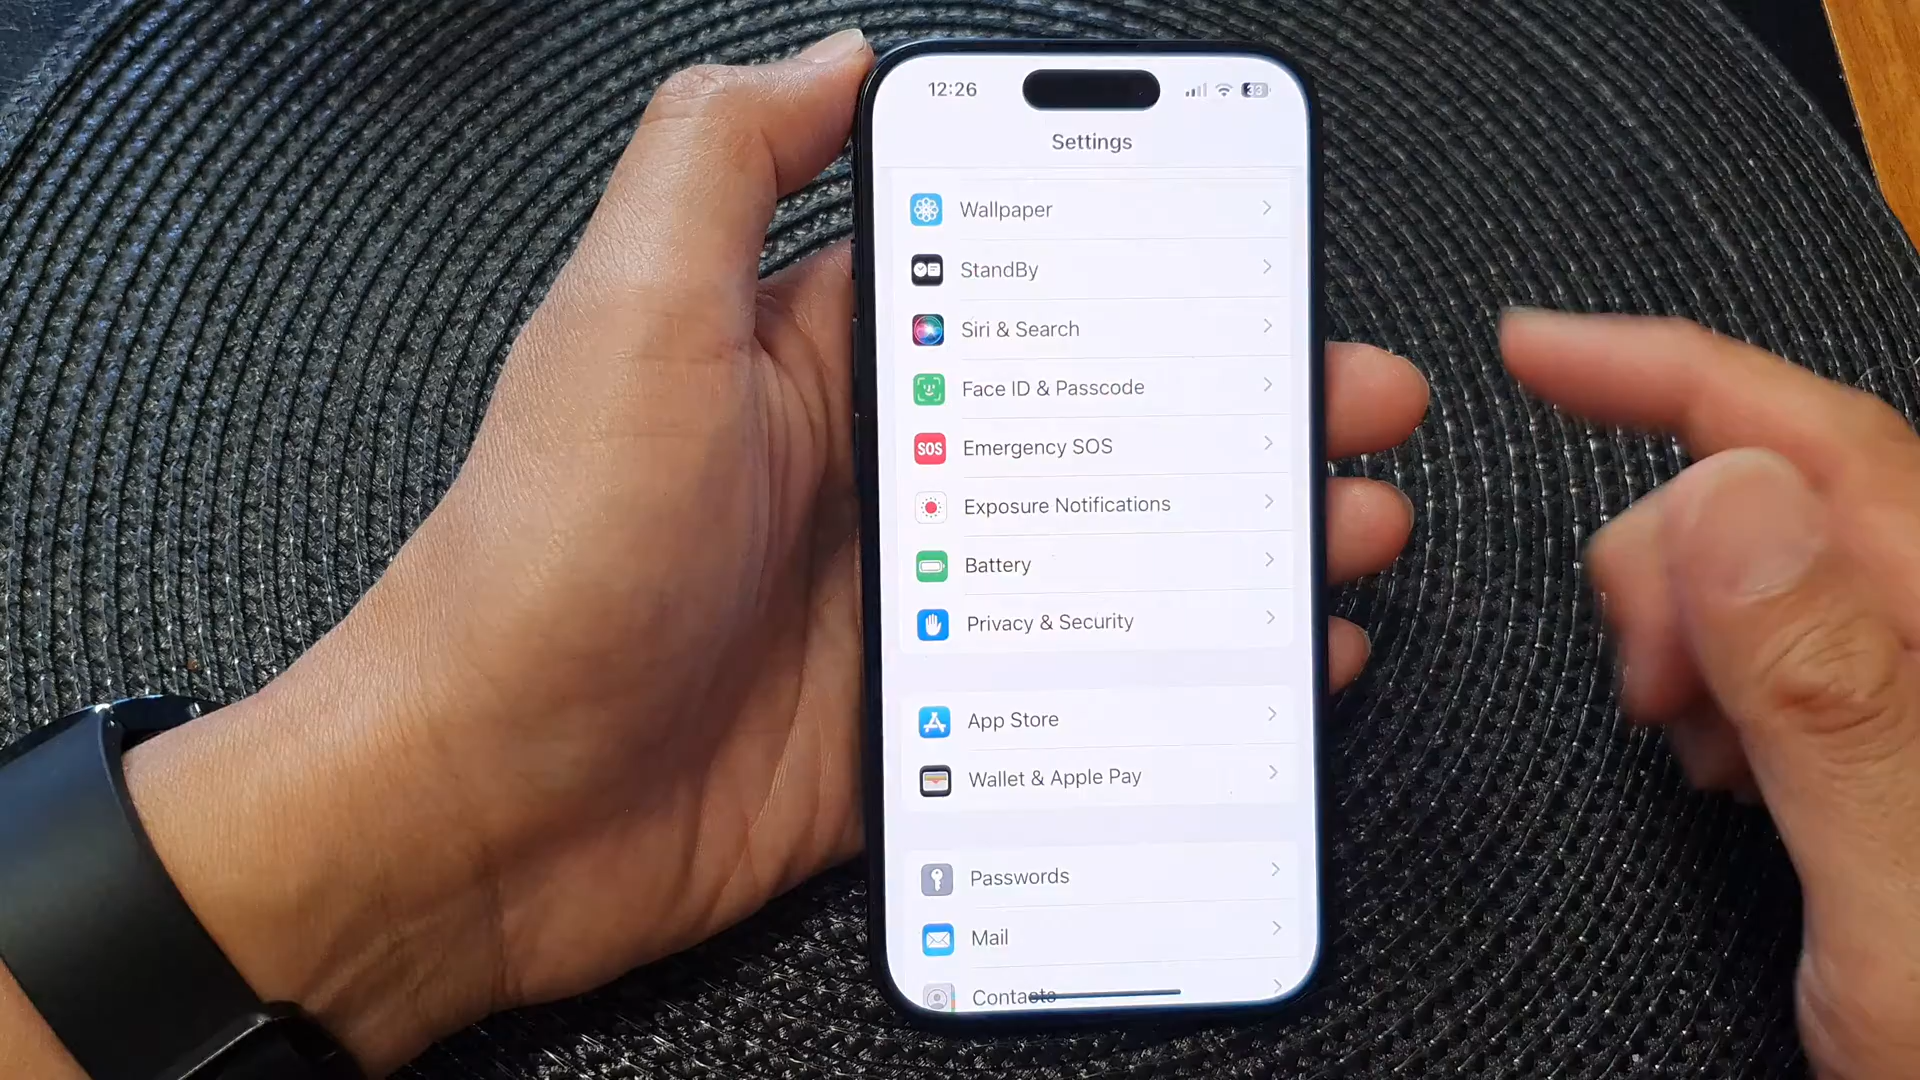 12:26
33
Settings
Wallpaper
StandBy
Siri & Search
Face ID & Passcode
SOS
Emergency SOS
Exposure Notifications
Battery
Privacy & Security
App Store
Wallet & Apple Pay
Passwords
Mail
Contacts